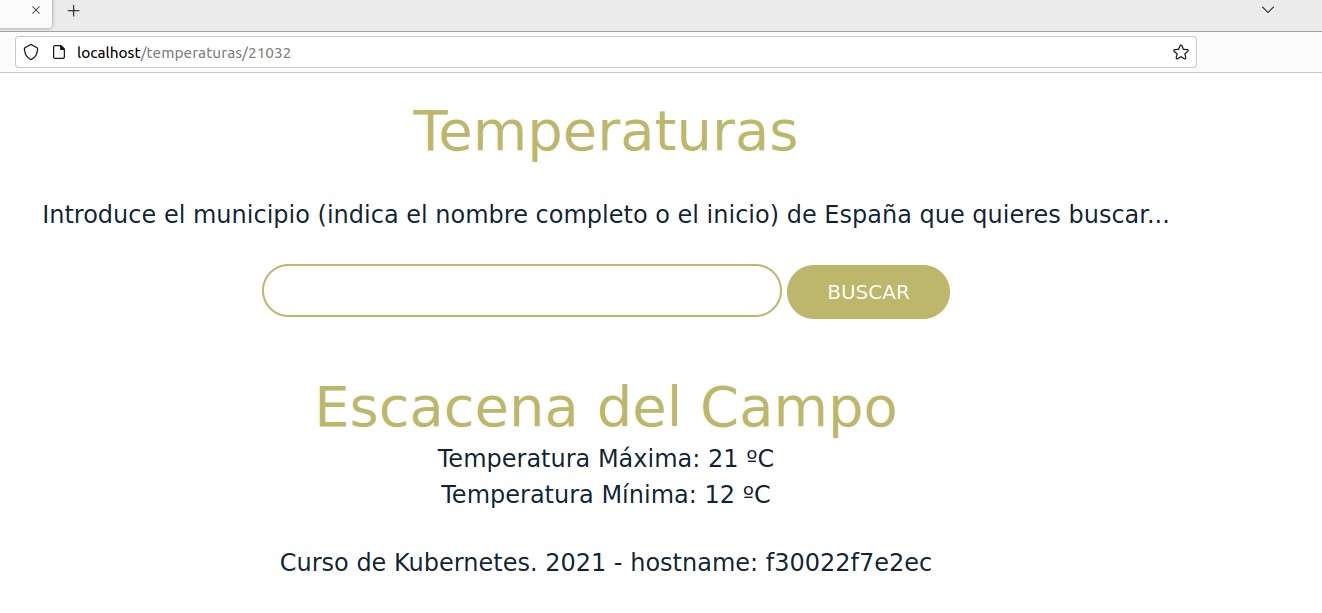 localhost/temperaturas/21032
Temperaturas
Introduce el municipio (indica el nombre completo o el inicio) de España que quieres buscar...
BUSCAR
Escacena del Campo
Temperatura Máxima: 21 ºC
Temperatura Mínima: 12 ºC
Curso de Kubernetes. 2021 - hostname: f30022f7e2ec